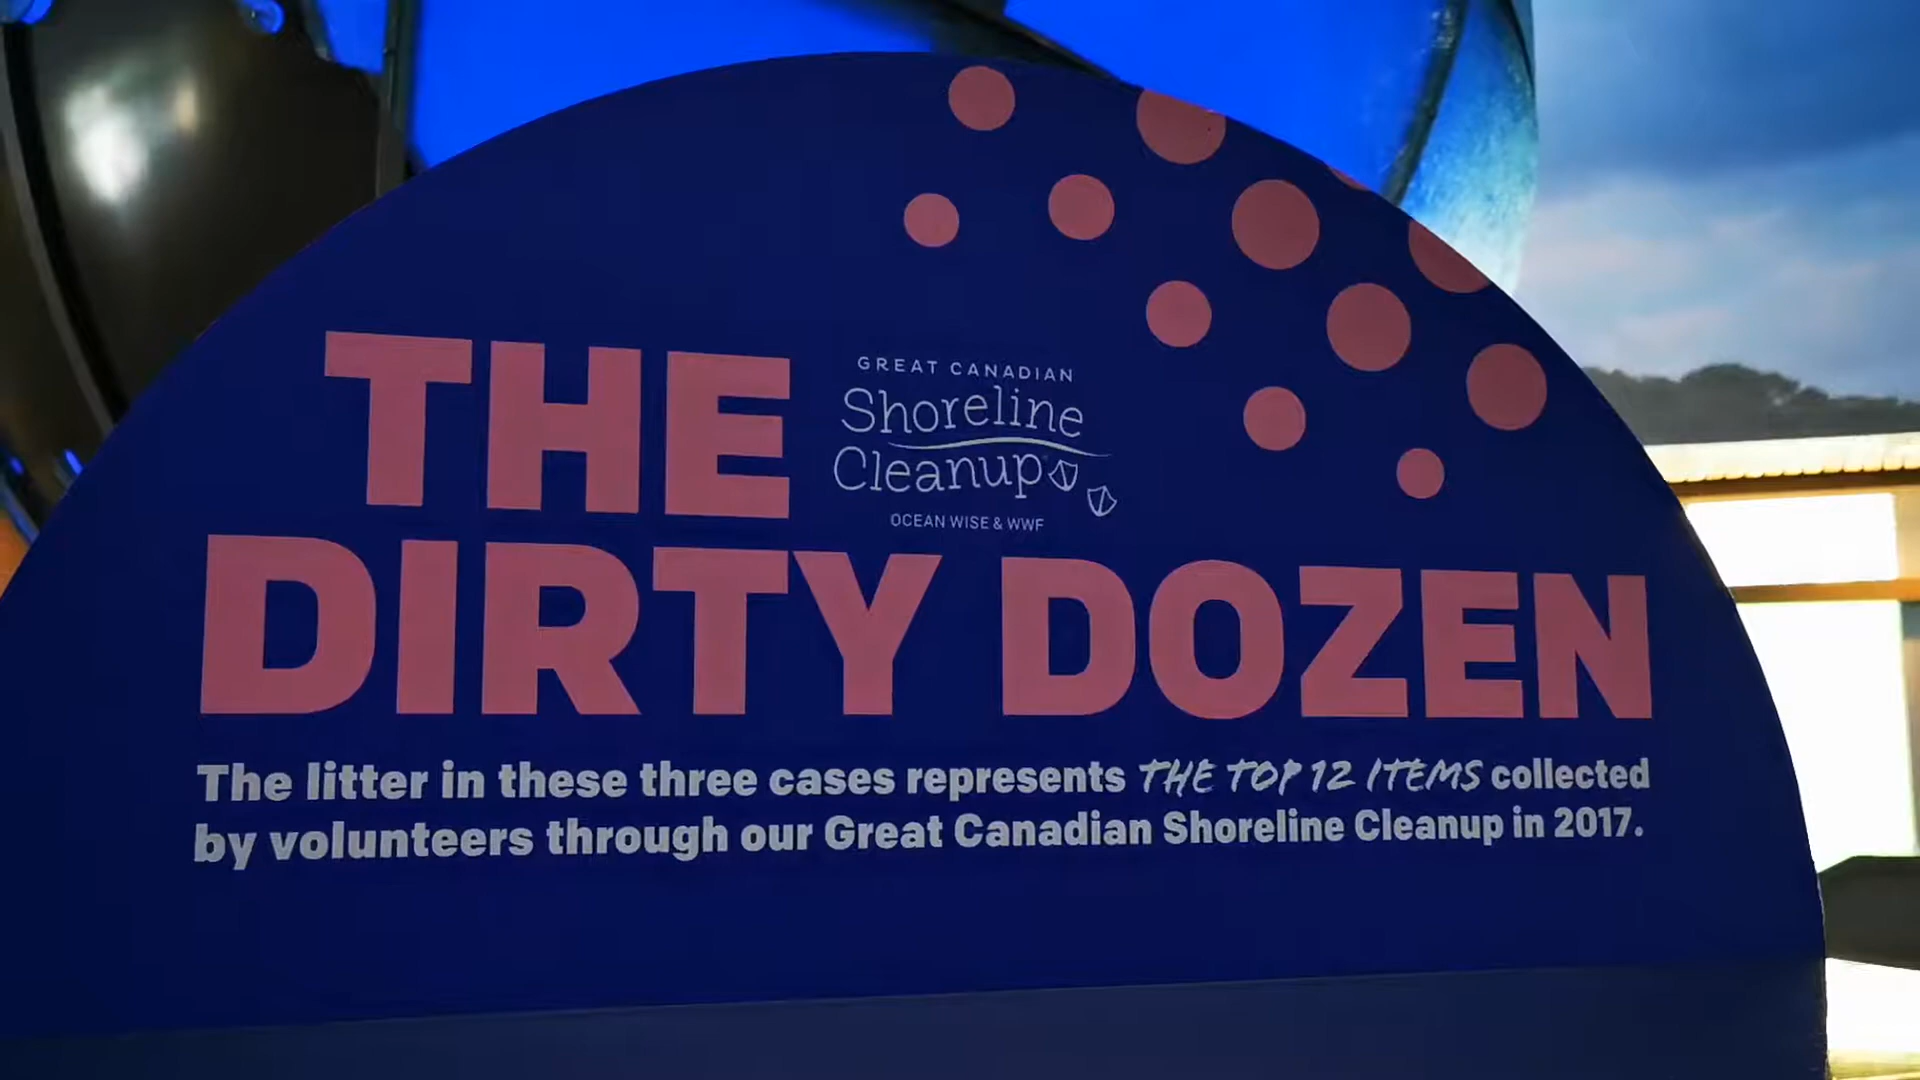 THE
GREAT CANADIAN
Shoreline
Cleanup
OCEAN WISE & WWF
DIRTY DOZEN
The litter in these three cases represents THE TOP 12 ITEMS collected
by volunteers through our Great Canadian Shoreline Cleanup in 2017.